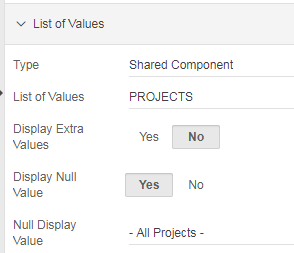 List of Values
Type Shared Component
List of Values PROJECTS
Display Extra
Values Yes No
Display Null
Value Yes No
Null Display
Value - All Projects -